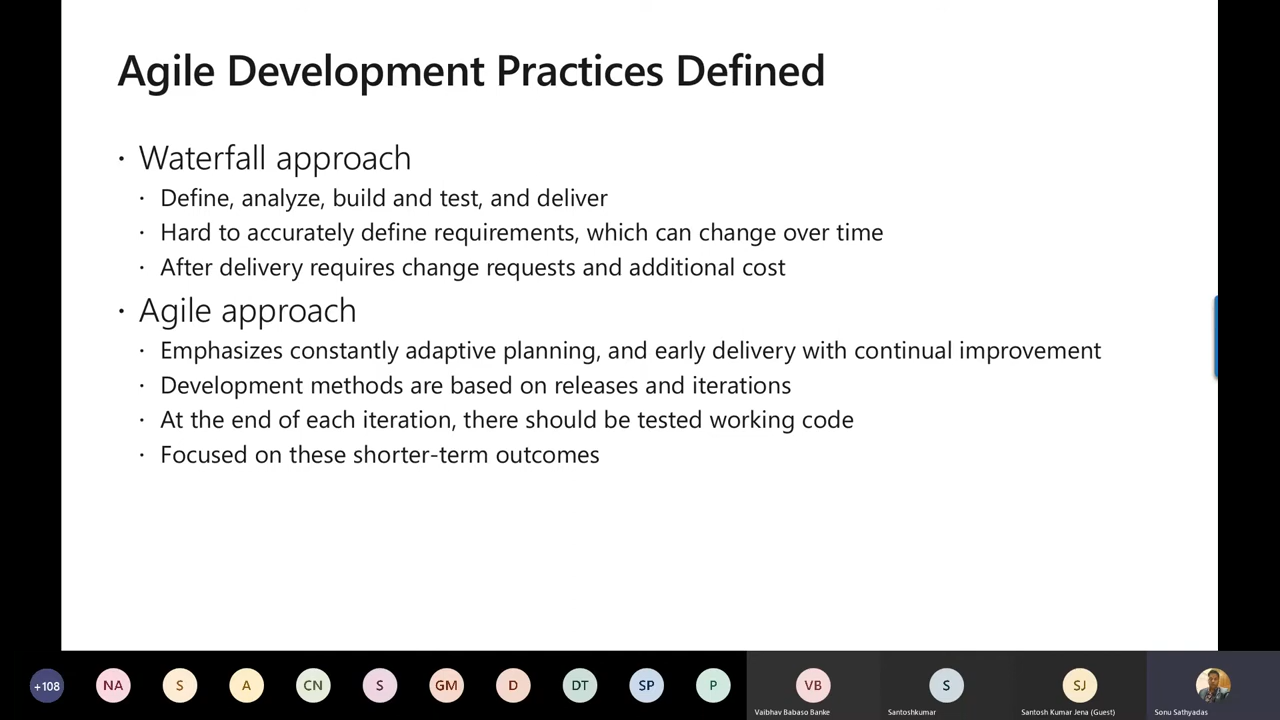 Agile Development Practices Defined
· Waterfall approach
· Define, analyze, build and test, and deliver
· Hard to accurately define requirements, which can change over time
· After delivery requires change requests and additional cost
· Agile approach
· Emphasizes constantly adaptive planning, and early delivery with continual improvement
· Development methods are based on releases and iterations
· At the end of each iteration, there should be tested working code
· Focused on these shorter-term outcomes
+108 NA S A CN S GM D DT SP P VB S SJ
Vaibhav Babaso Banke Santoshkumar Santosh Kumar Jena (Guest) Sonu Sathyadas